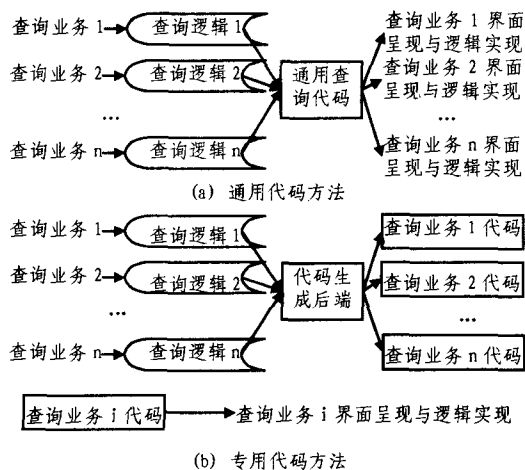 查询业务 1
查询逻辑 1
查询业务 2
查询逻辑 2
...
查询业务 n
查询逻辑 n
通用查
询代码
查询业务 1 界面
呈现与逻辑实现
查询业务 2 界面
呈现与逻辑实现
...
查询业务 n 界面
呈现与逻辑实现
(a) 通用代码方法
查询业务 1
查询逻辑 1
查询业务 2
查询逻辑 2
...
查询业务 n
查询逻辑 n
代码生
成后端
查询业务 1 代码
查询业务 2 代码
...
查询业务 n 代码
查询业务 i 代码
查询业务 i 界面呈现与逻辑实现
(b) 专用代码方法